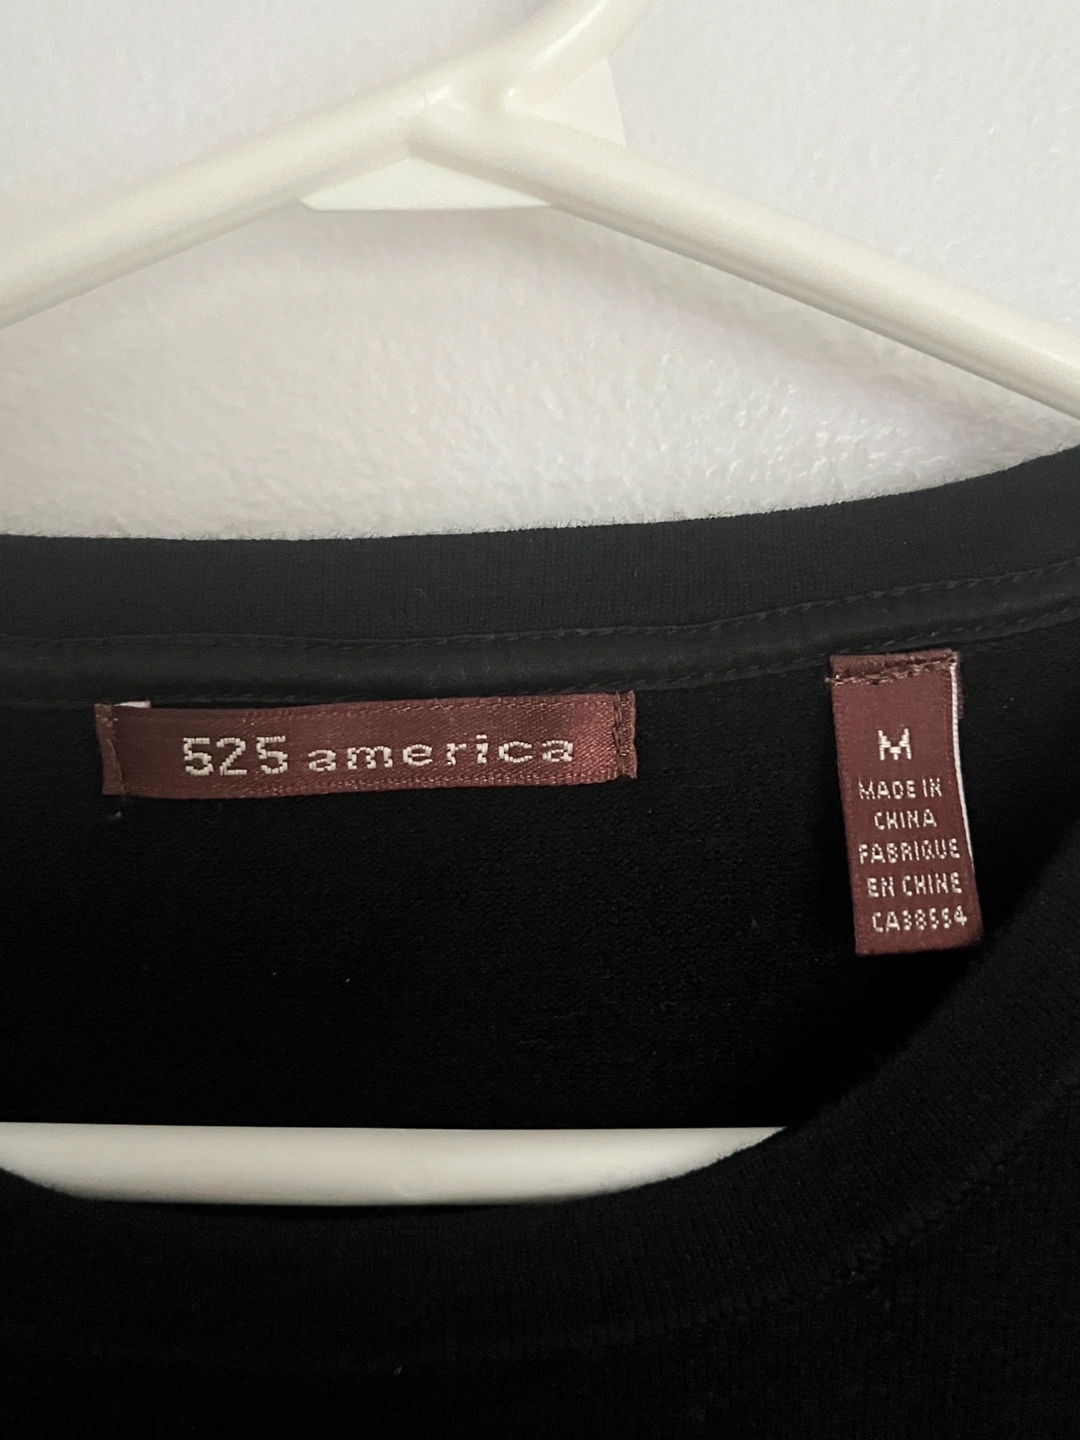 525 america
M
MADE IN
CHINA
FABRIQUE
EN CHINE
CA38554